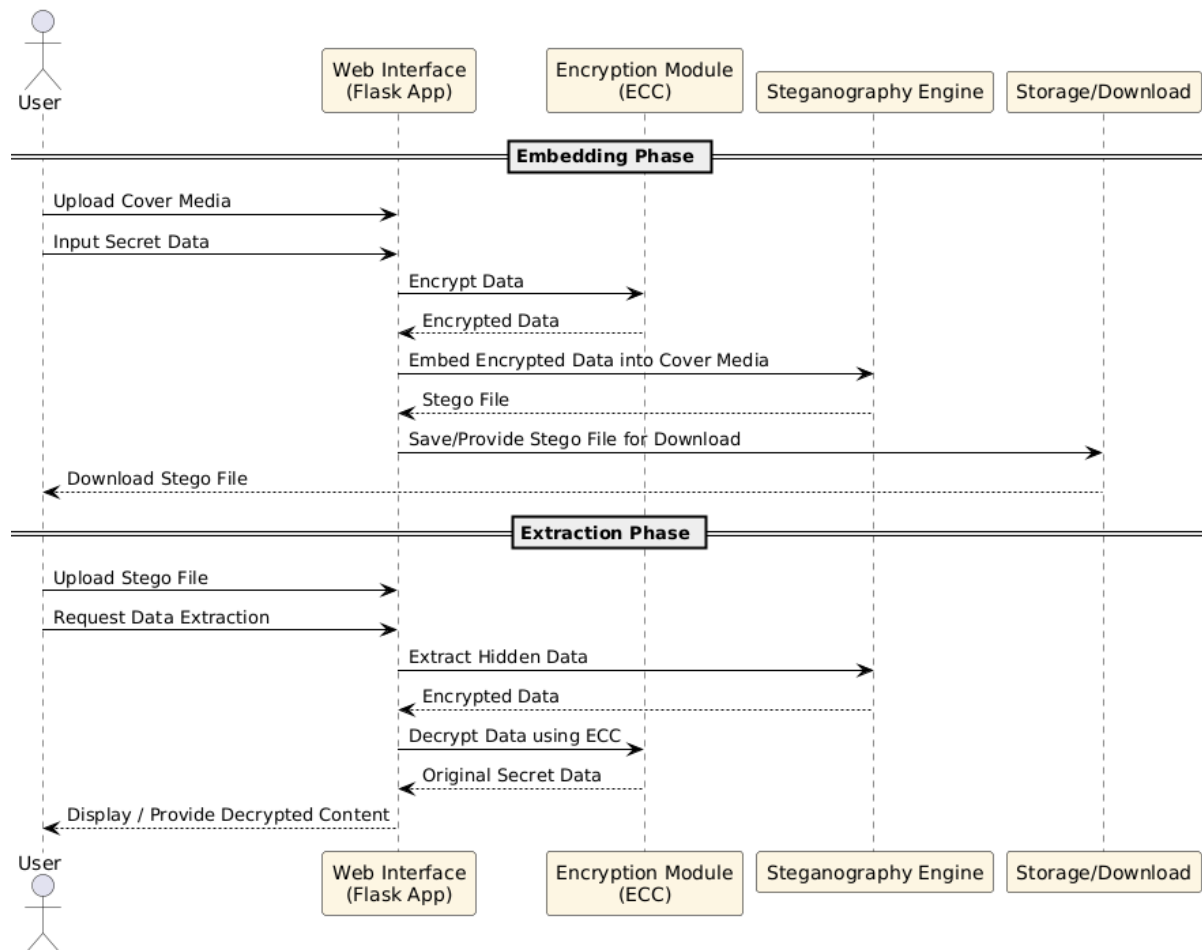 User
Web Interface
(Flask App)
Encryption Module
(ECC)
Steganography Engine
Storage/Download
Embedding Phase
Upload Cover Media
Input Secret Data
Encrypt Data
Encrypted Data
Embed Encrypted Data into Cover Media
Stego File
Save/Provide Stego File for Download
Download Stego File
Extraction Phase
Upload Stego File
Request Data Extraction
Extract Hidden Data
Encrypted Data
Decrypt Data using ECC
Original Secret Data
Display / Provide Decrypted Content
User
Web Interface
(Flask App)
Encryption Module
(ECC)
Steganography Engine
Storage/Download